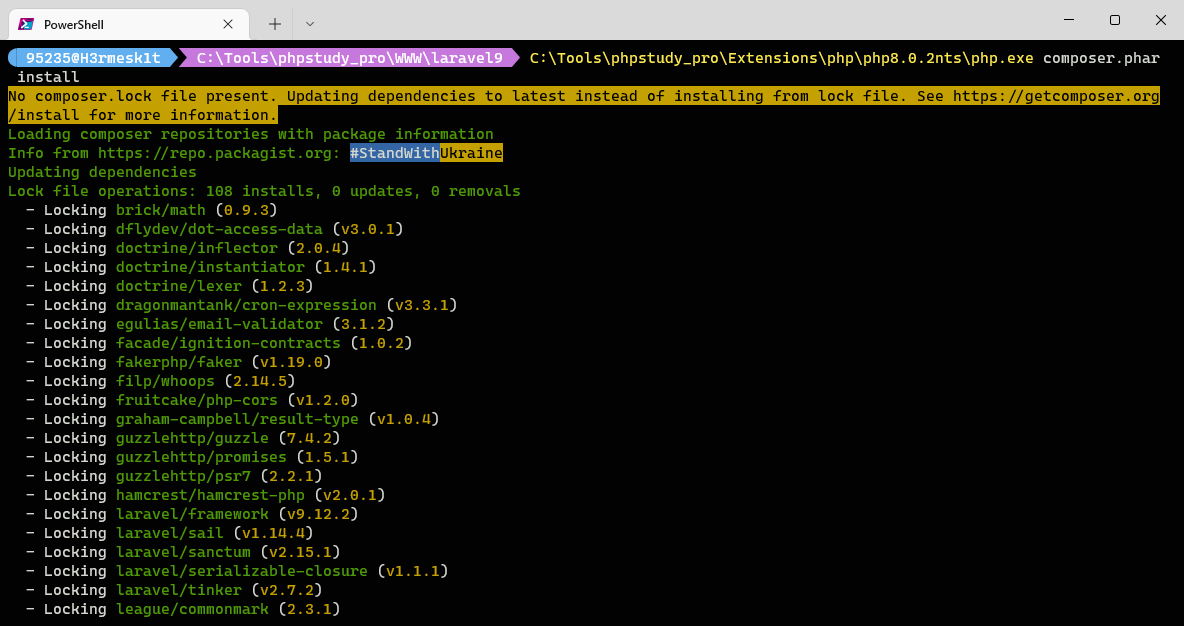 PowerShell
95235@H3rmesk1t C:\Tools\phpstudy_pro\WWW\laravel9 C:\Tools\phpstudy_pro\Extensions\php\php8.0.2nts\php.exe composer.phar
install
No composer.lock file present. Updating dependencies to latest instead of installing from lock file. See https://getcomposer.org
/install for more information.
Loading composer repositories with package information
Info from https://repo.packagist.org: #StandWithUkraine
Updating dependencies
Lock file operations: 108 installs, 0 updates, 0 removals
- Locking brick/math (0.9.3)
- Locking dflydev/dot-access-data (v3.0.1)
- Locking doctrine/inflector (2.0.4)
- Locking doctrine/instantiator (1.4.1)
- Locking doctrine/lexer (1.2.3)
- Locking dragonmantank/cron-expression (v3.3.1)
- Locking egulias/email-validator (3.1.2)
- Locking facade/ignition-contracts (1.0.2)
- Locking fakerphp/faker (v1.19.0)
- Locking filp/whoops (2.14.5)
- Locking fruitcake/php-cors (v1.2.0)
- Locking graham-campbell/result-type (v1.0.4)
- Locking guzzlehttp/guzzle (7.4.2)
- Locking guzzlehttp/promises (1.5.1)
- Locking guzzlehttp/psr7 (2.2.1)
- Locking hamcrest/hamcrest-php (v2.0.1)
- Locking laravel/framework (v9.12.2)
- Locking laravel/sail (v1.14.4)
- Locking laravel/sanctum (v2.15.1)
- Locking laravel/serializable-closure (v1.1.1)
- Locking laravel/tinker (v2.7.2)
- Locking league/commonmark (2.3.1)